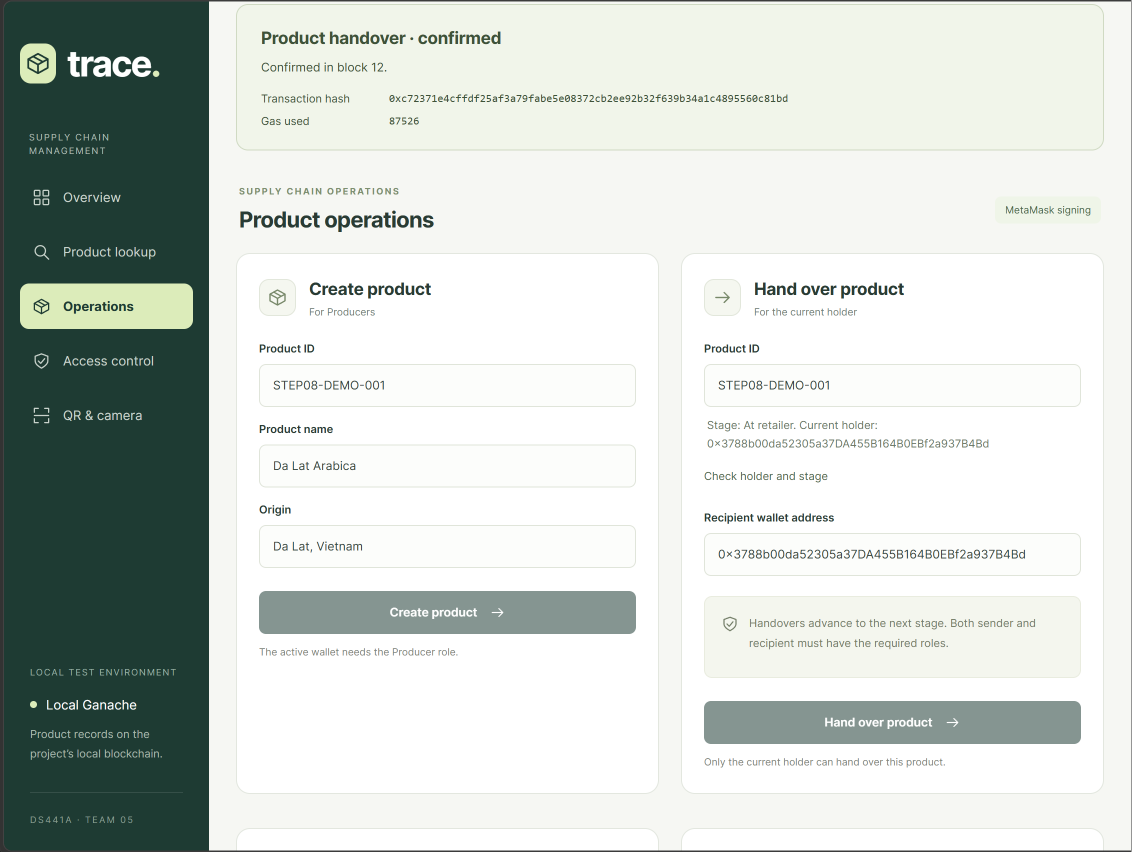 trace.
SUPPLY CHAIN
MANAGEMENT
Overview
Product lookup
Operations
Access control
QR & camera
LOCAL TEST ENVIRONMENT
Local Ganache
Product records on the
project's local blockchain.
DS441A · TEAM 05
Product handover · confirmed
Confirmed in block 12.
Transaction hash 0xc72371e4cffdf25af3a79fabe5e08372cb2ee92b32f639b34a1c4895560c81bd
Gas used 87526
SUPPLY CHAIN OPERATIONS
Product operations
MetaMask signing
Create product
For Producers
Product ID
STEP08-DEMO-001
Product name
Da Lat Arabica
Origin
Da Lat, Vietnam
Create product →
The active wallet needs the Producer role.
Hand over product
For the current holder
Product ID
STEP08-DEMO-001
Stage: At retailer. Current holder:
0x3788b00da52305a37DA455B164B0EBf2a937B4Bd
Check holder and stage
Recipient wallet address
0x3788b00da52305a37DA455B164B0EBf2a937B4Bd
Handovers advance to the next stage. Both sender and
recipient must have the required roles.
Hand over product →
Only the current holder can hand over this product.